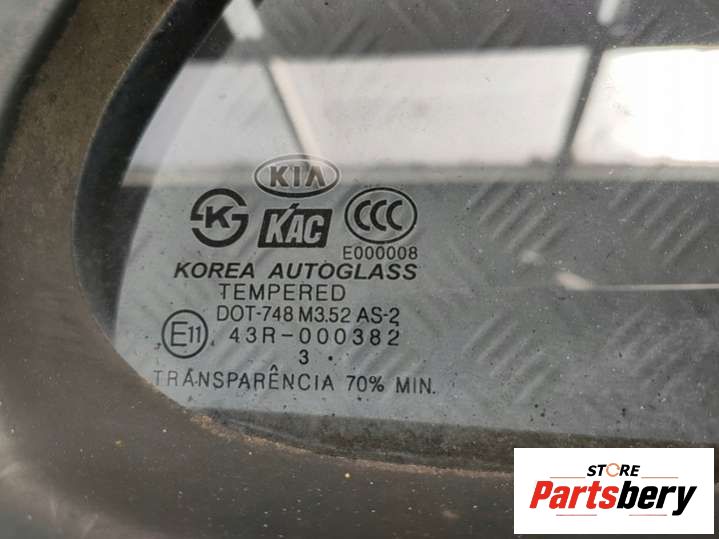 KIA
KS
KAC
CCC
E000008
KOREA AUTOGLASS
TEMPERED
DOT-748 M3.52 AS-2
E11 43R-000382
3 .
TRANSPARÊNCIA 70% MIN.
STORE
Partsbery